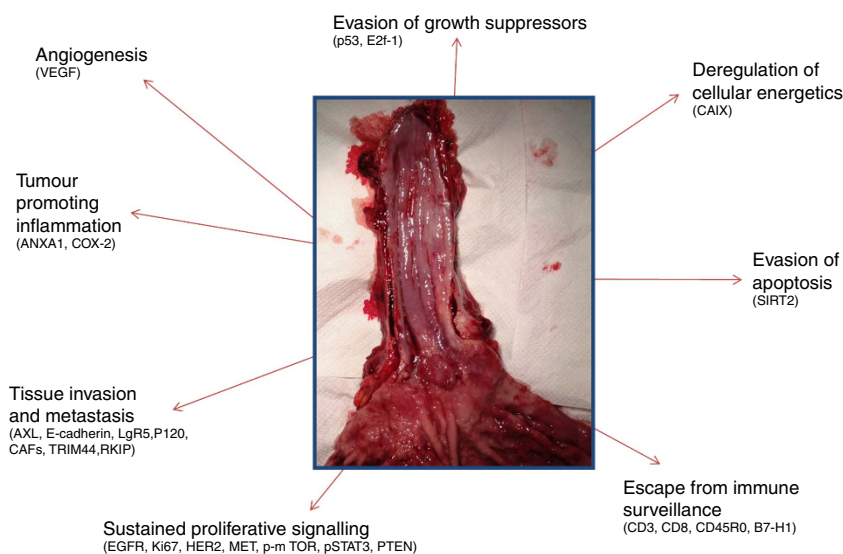 Evasion of growth suppressors
(p53, E2f-1)
Angiogenesis
(VEGF)
Deregulation of
cellular energetics
(CAIX)
Tumour
promoting
inflammation
(ANXA1, COX-2)
Evasion of
apoptosis
(SIRT2)
Tissue invasion
and metastasis
(AXL, E-cadherin, LgR5,P120,
CAFs, TRIM44,RKIP)
Escape from immune
surveillance
(CD3, CD8, CD45R0, B7-H1)
Sustained proliferative signalling
(EGFR, Ki67, HER2, MET, p-m TOR, pSTAT3, PTEN)